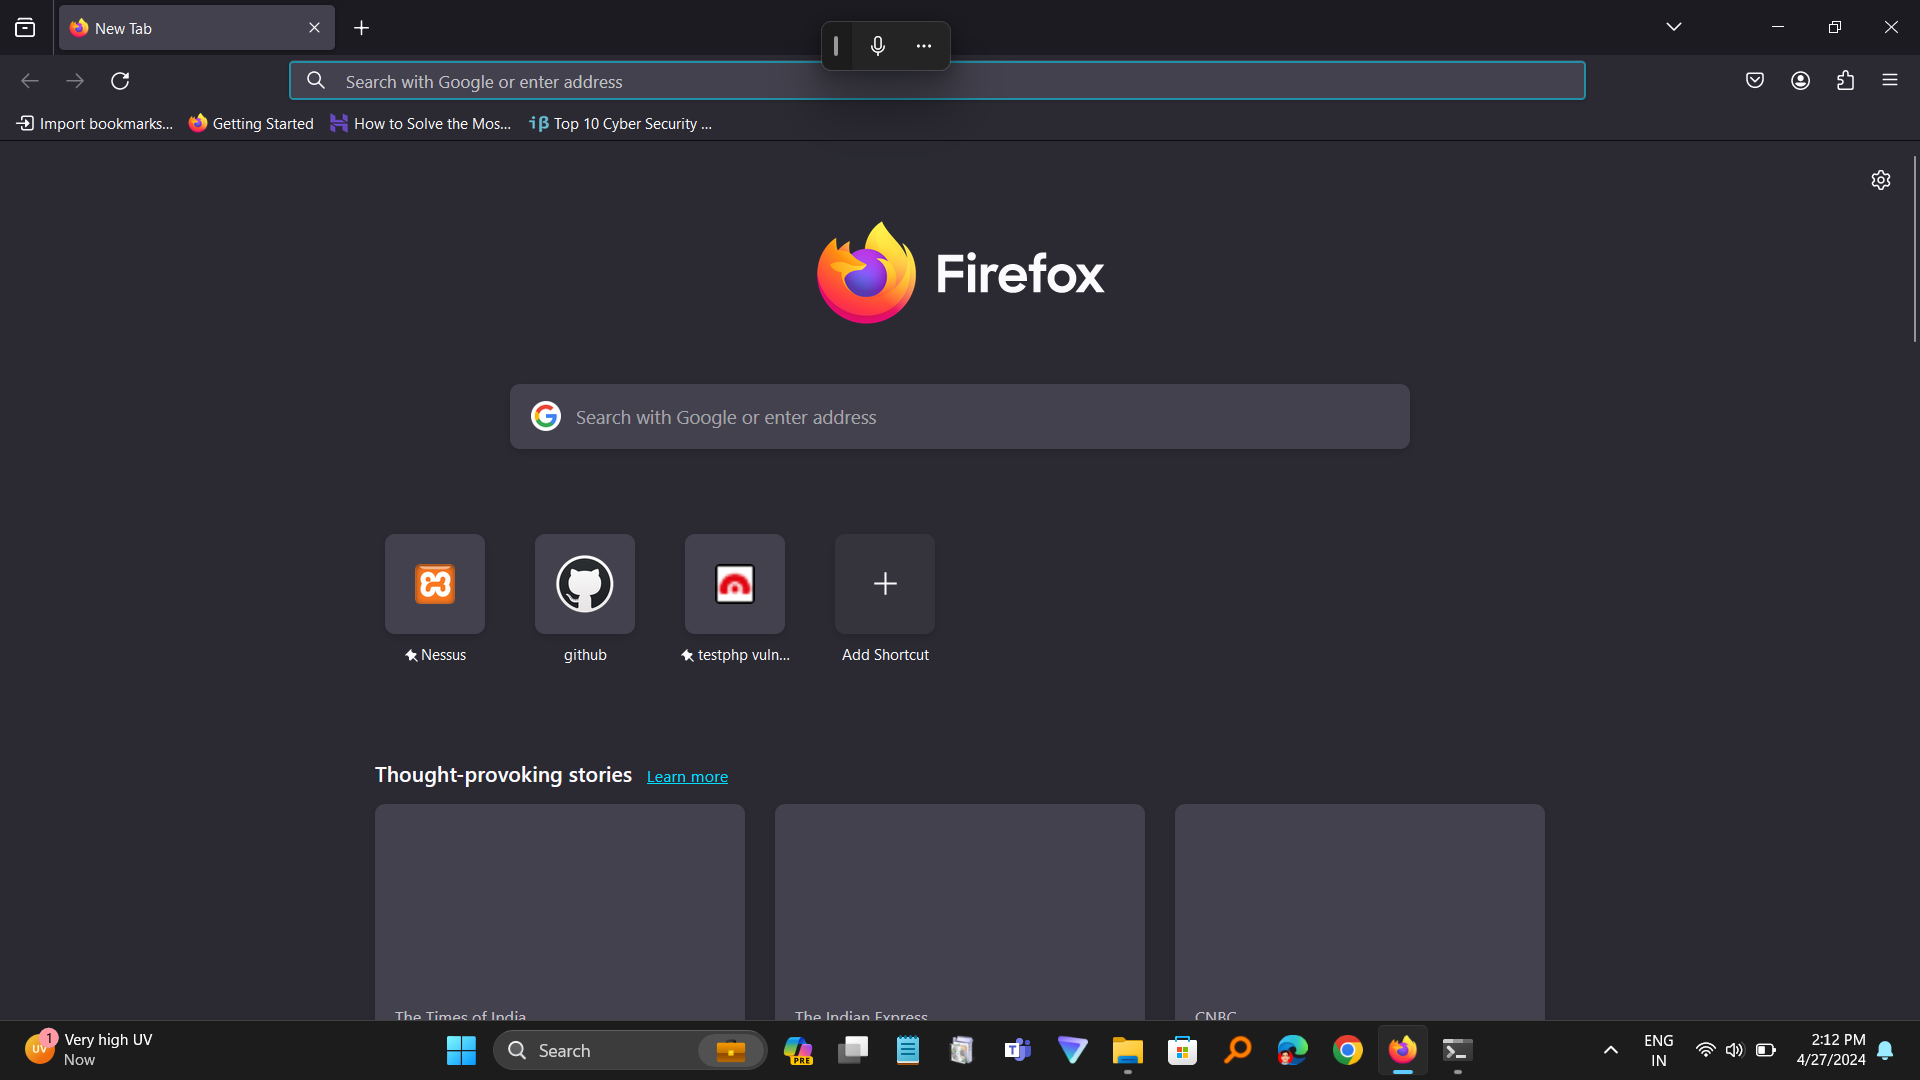 New Tab
Search with Google or enter address
Import bookmarks...
Getting Started
How to Solve the Mos...
iβ Top 10 Cyber Security ...
Firefox
Search with Google or enter address
Nessus
github
testphp vuln...
Add Shortcut
Thought-provoking stories Learn more
The Times of India
The Indian Express
CNBC
UV 1
Very high UV
Now
Search
PRE
ENG
IN
2:12 PM
4/27/2024